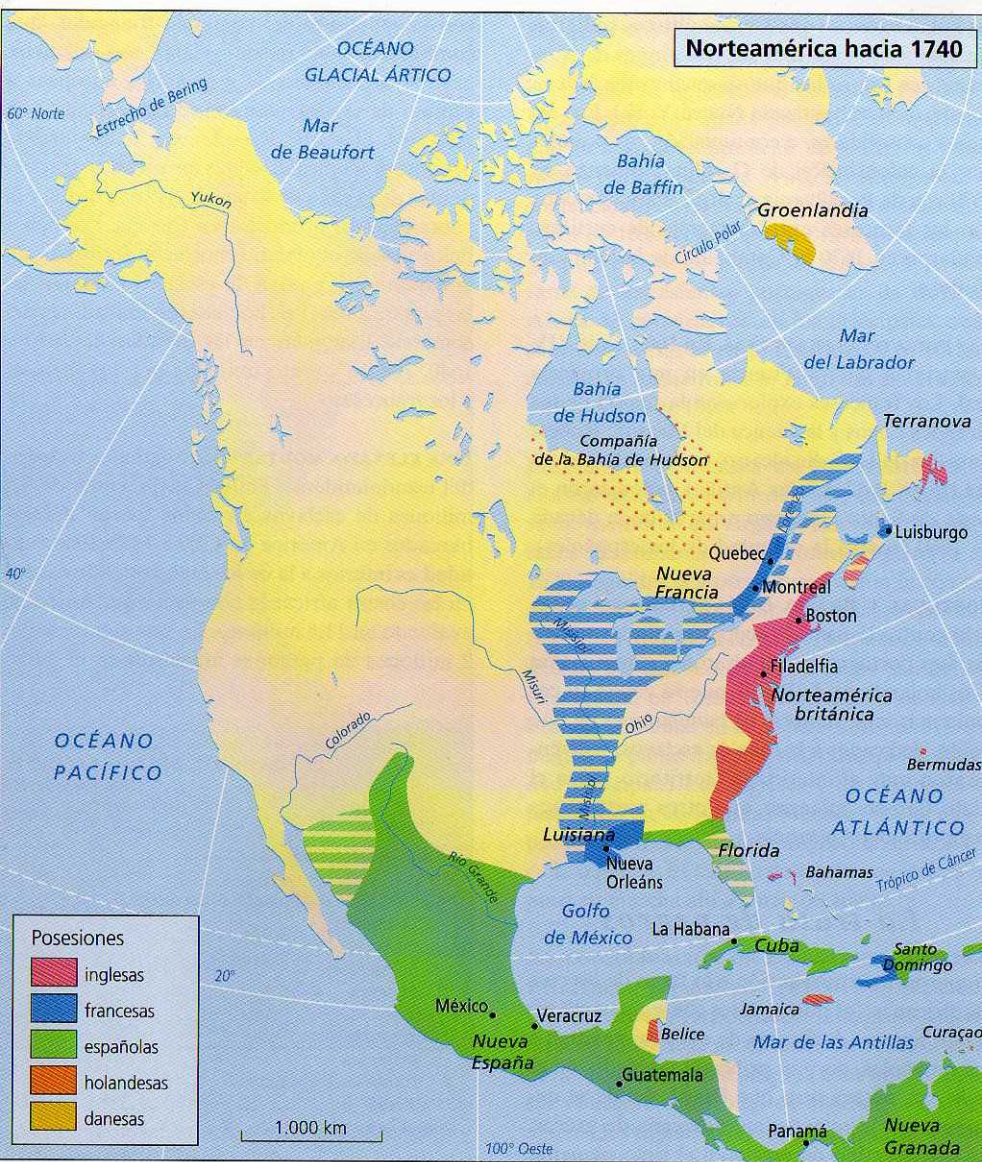 Norteamérica hacia 1740
OCÉANO
GLACIAL ÁRTICO
60° Norte
Estrecho de Bering
Mar
de Beaufort
Bahía
de Baffin
Yukon
Groenlandia
Círculo Polar
Mar
del Labrador
Bahía
de Hudson
Terranova
Compañía
de la Bahía de Hudson
Luisburgo
Quebec
Nueva
Francia
40°
Montreal
Boston
Misuri
Filadelfia
Norteamérica
británica
Ohio
Colorado
OCÉANO
PACÍFICO
Bermudas
OCÉANO
ATLÁNTICO
Misisipí
Luisiana
Florida
Río Grande
Nueva
Orleáns
Bahamas
Trópico de Cáncer
Golfo
de México
La Habana
Cuba
Santo
Domingo
20°
México
Veracruz
Jamaica
Nueva
España
Belice
Mar de las Antillas
Curaçao
Guatemala
Panamá
Nueva
Granada
Posesiones
inglesas
francesas
españolas
holandesas
danesas
1.000 km
100° Oeste